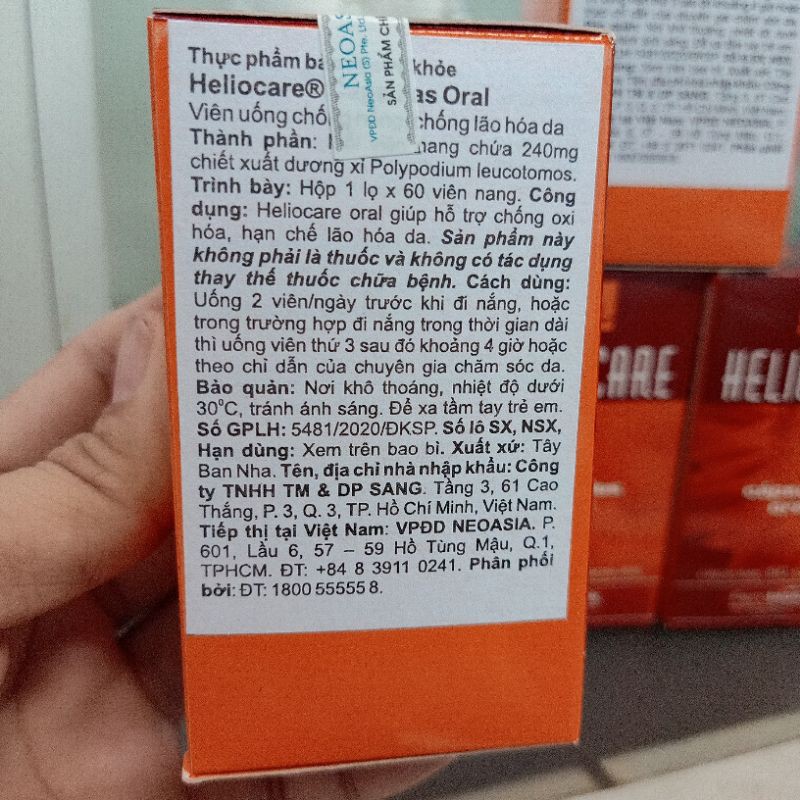 Thực phẩm bả khỏe
Heliocare® as Oral
Viên uống chố chống lão hóa da
Thành phần: nang chứa 240mg
chiết xuất dương xỉ Polypodium leucotomos.
Trình bày: Hộp 1 lọ x 60 viên nang. Công
dụng: Heliocare oral giúp hỗ trợ chống oxi
hóa, hạn chế lão hóa da. Sản phẩm này
không phải là thuốc và không có tác dụng
thay thế thuốc chữa bệnh. Cách dùng:
Uống 2 viên/ngày trước khi đi nắng, hoặc
trong trường hợp đi nắng trong thời gian dài
thì uống viên thứ 3 sau đó khoảng 4 giờ hoặc
theo chỉ dẫn của chuyên gia chăm sóc da.
Bảo quản: Nơi khô thoáng, nhiệt độ dưới
30°C, tránh ánh sáng. Để xa tầm tay trẻ em.
Số GPLH: 5481/2020/ĐKSP. Số lô SX, NSX,
Hạn dùng: Xem trên bao bì. Xuất xứ: Tây
Ban Nha. Tên, địa chỉ nhà nhập khẩu: Công
ty TNHH TM & DP SANG. Tầng 3, 61 Cao
Thắng, P. 3, Q. 3, TP. Hồ Chí Minh, Việt Nam.
Tiếp thị tại Việt Nam: VPĐD NEOASIA. P.
601, Lầu 6, 57 – 59 Hồ Tùng Mậu, Q.1,
TPHCM. ĐT: +84 8 3911 0241. Phân phối
bởi: ĐT: 1800 55555 8.
NEOAS
VPĐD NeoAsia (S) Pte. Ltd
SẢN PHẨM CH
CARE
HELIO